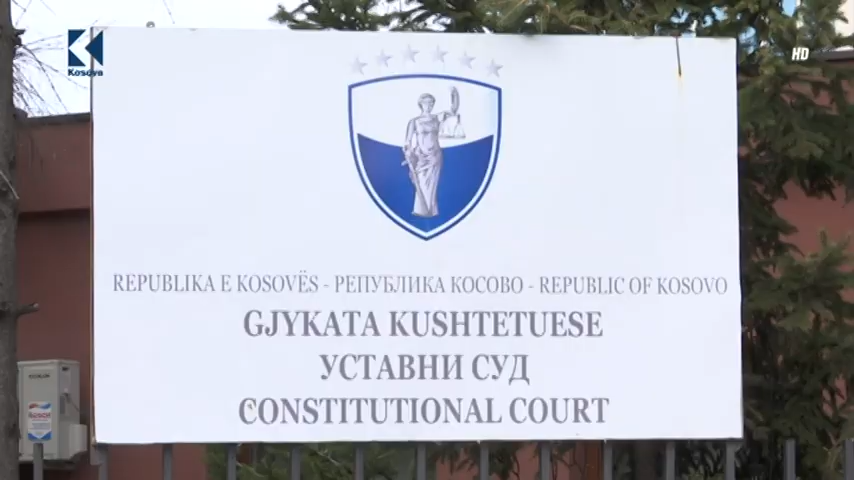 Kosova
HD
REPUBLIKA E KOSOVËS - РЕПУБЛИКА КОСОВО - REPUBLIC OF KOSOVO
GJYKATA KUSHTETUESE
УСТАВНИ СУД
CONSTITUTIONAL COURT